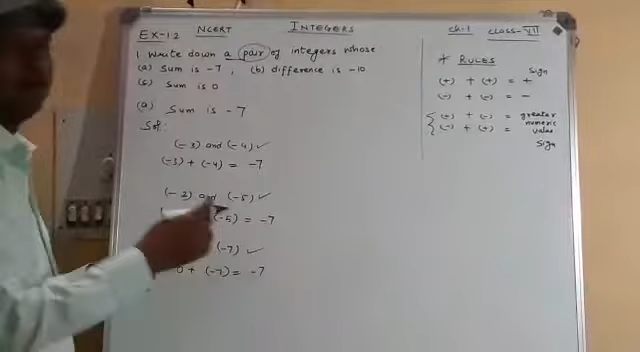 EX-1.2 NCERT INTEGERS ch-1 class-VII
1 Write down a pair of integers whose
(a) Sum is -7, (b) difference is -10
(c) Sum is 0
(a) Sum is -7
Sol:
(-3) and (-4) ✓
(-3) + (-4) = -7
(-2) and (-5) ✓
(-5) = -7
(-7) ✓
0 + (-7) = -7
* RULES
Sign
(+) + (+) = +
(-) + (-) = -
(+) + (-) = greater
numeric
(-) + (+) = value
Sign